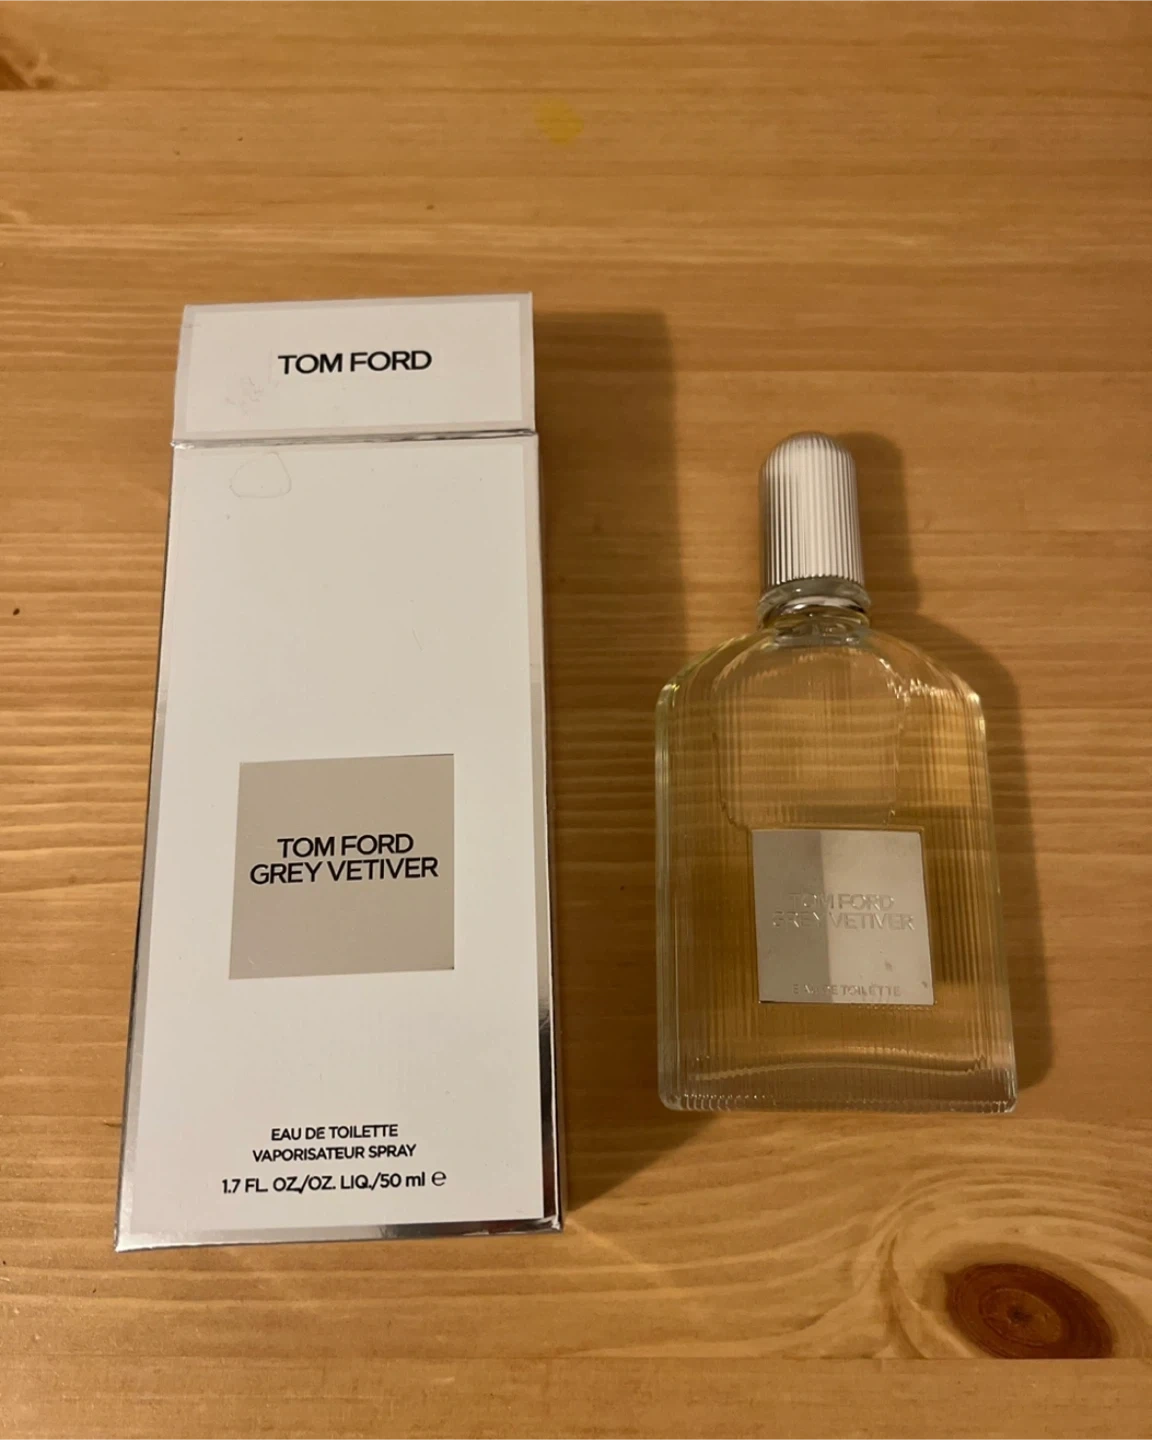 TOM FORD
TOM FORD
GREY VETIVER
EAU DE TOILETTE
VAPORISATEUR SPRAY
1.7 FL. OZ./OZ. LIQ./50 ml ℮
TOM FORD
GREY VETIVER
EAU DE TOILETTE